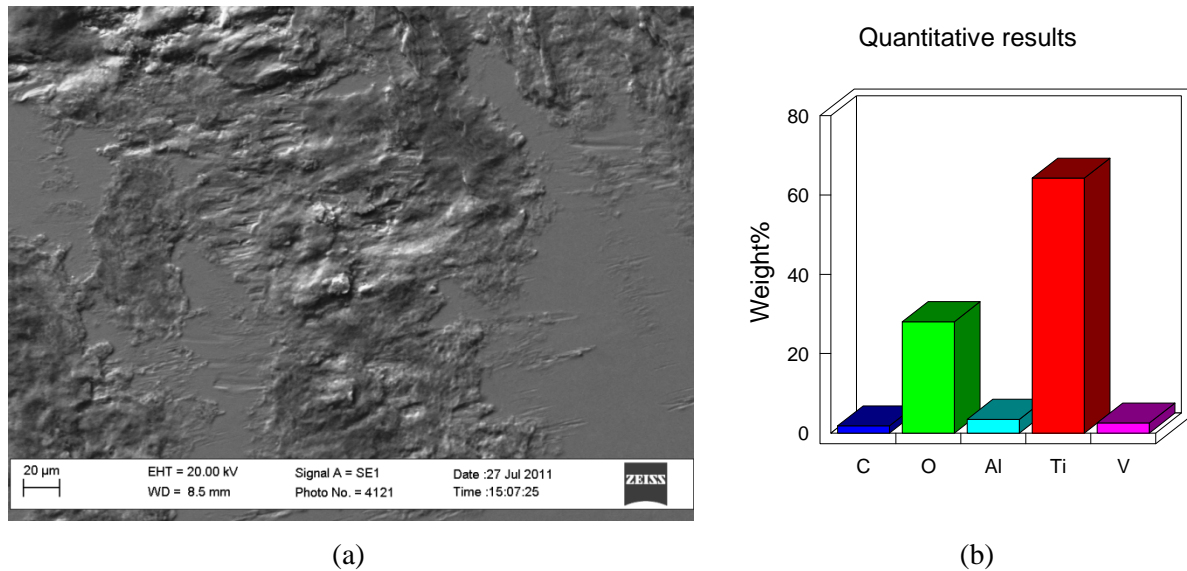 20 µm
EHT = 20.00 kV
WD = 8.5 mm
Signal A = SE1
Photo No. = 4121
Date :27 Jul 2011
Time :15:07:25
ZEISS
(a)
Quantitative results
Weight%
80
60
40
20
0
C O Al Ti V
(b)